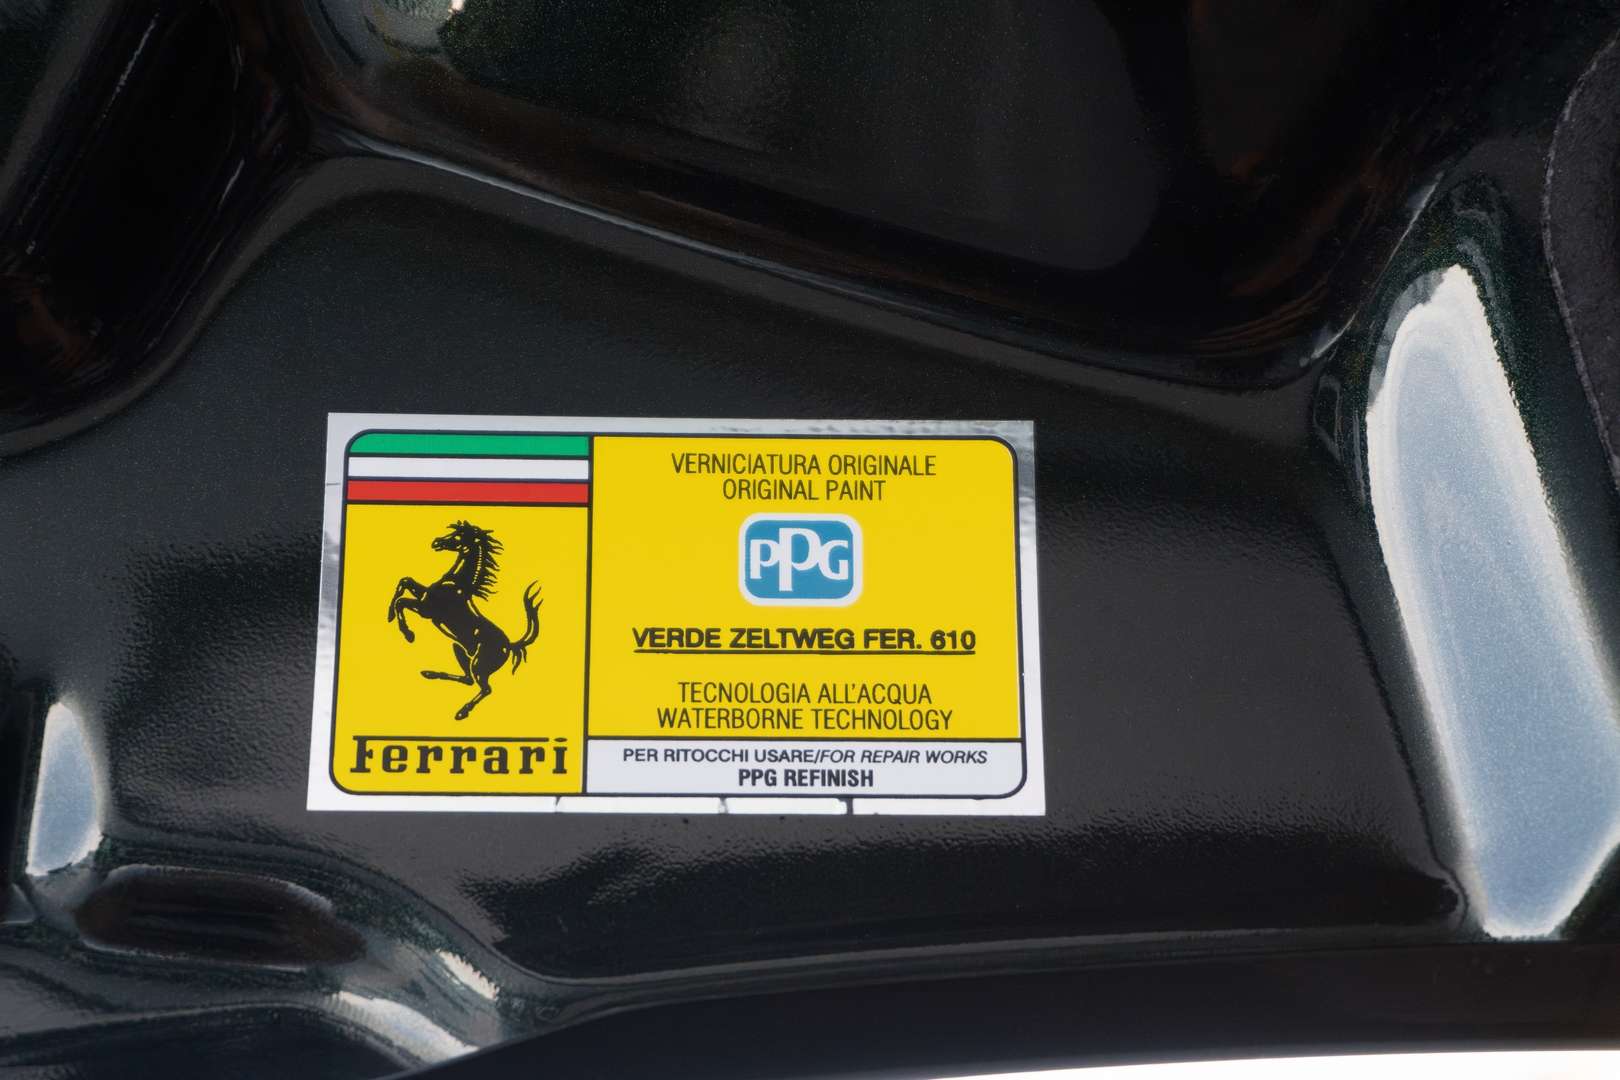 Ferrari
VERNICIATURA ORIGINALE
ORIGINAL PAINT
PPG
VERDE ZELTWEG FER. 610
TECNOLOGIA ALL'ACQUA
WATERBORNE TECHNOLOGY
PER RITOCCHI USARE/FOR REPAIR WORKS
PPG REFINISH